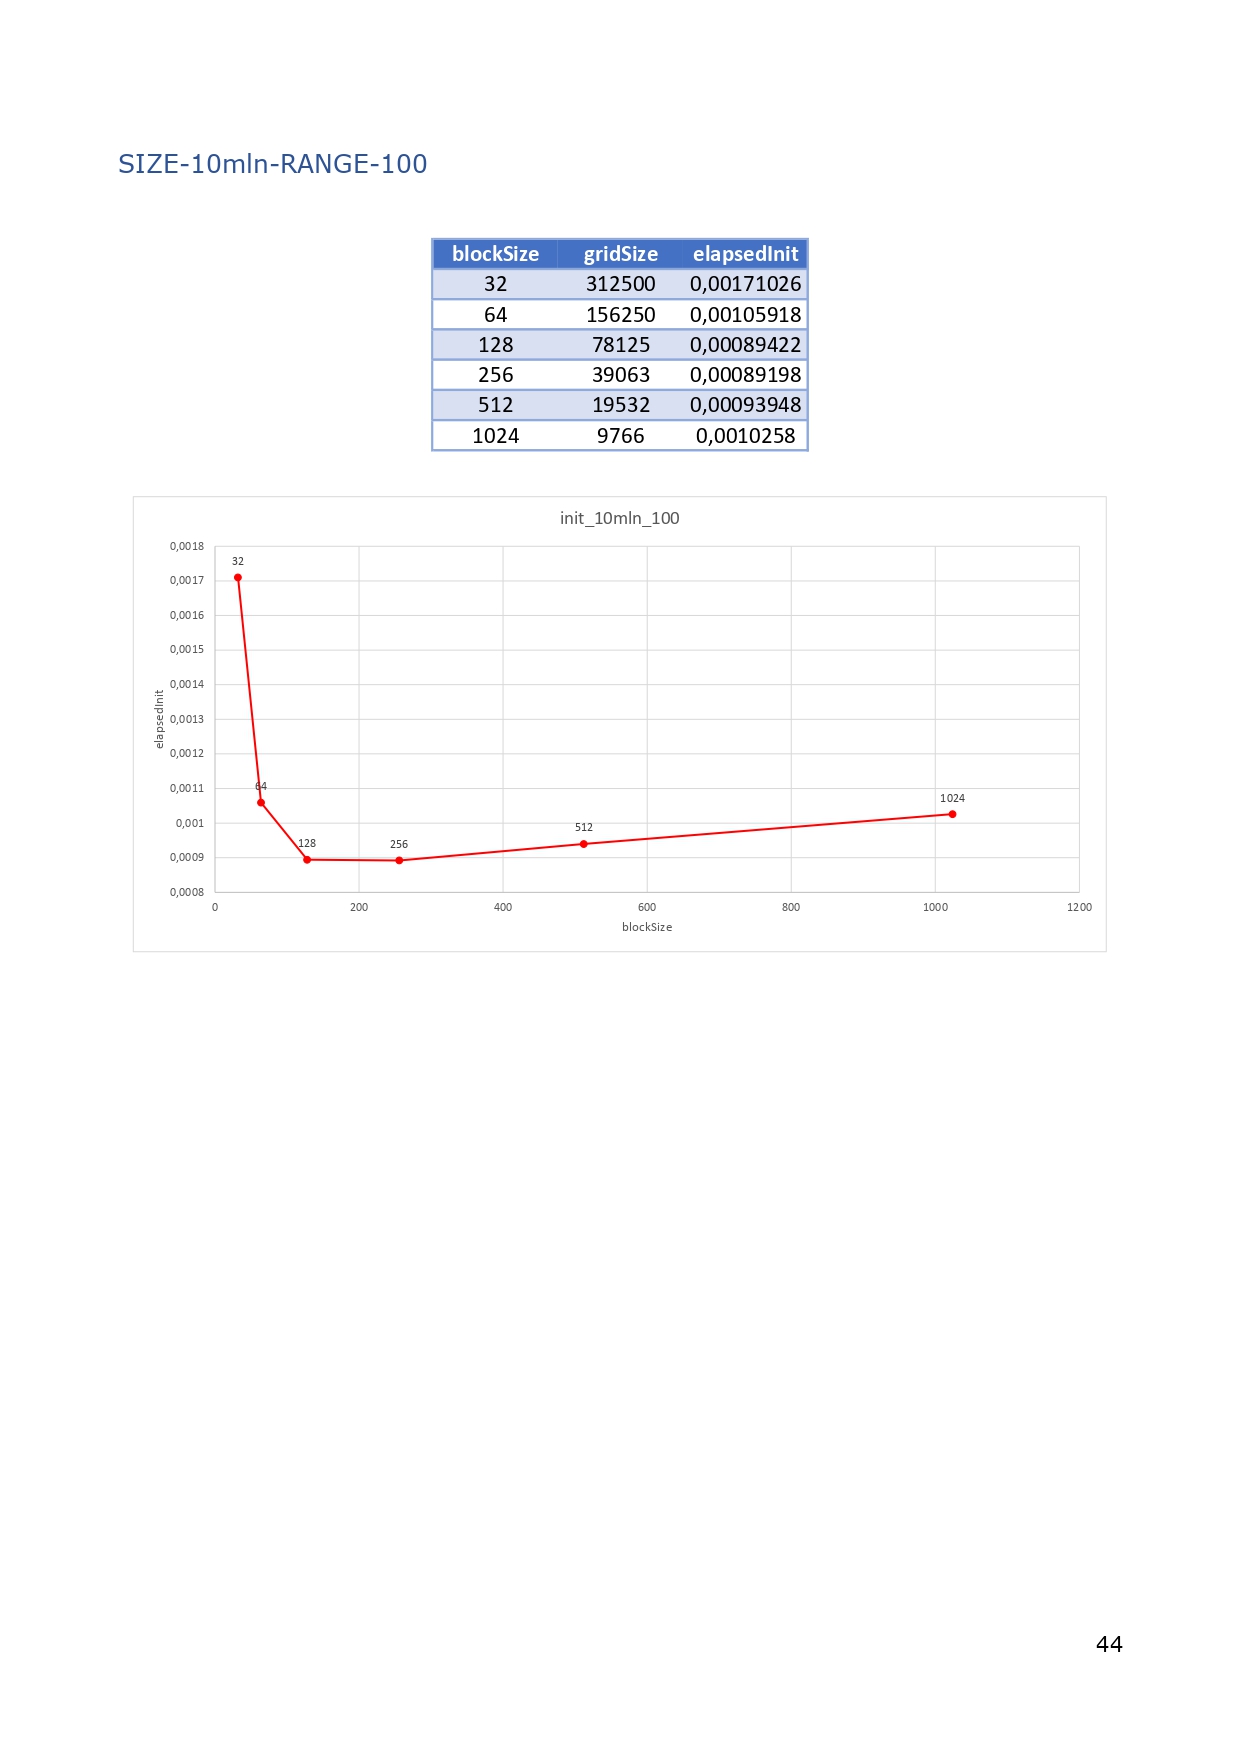 SIZE-10mln-RANGE-100
blockSize gridSize elapsedInit
32 312500 0,00171026
64 156250 0,00105918
128 78125 0,00089422
256 39063 0,00089198
512 19532 0,00093948
1024 9766 0,0010258
init_10mln_100
0,0018
32
0,0017
0,0016
0,0015
0,0014
elapsedInit
0,0013
0,0012
0,0011
64
1024
0,001
512
128
256
0,0009
0,0008
0 200 400 600 800 1000 1200
blockSize
44